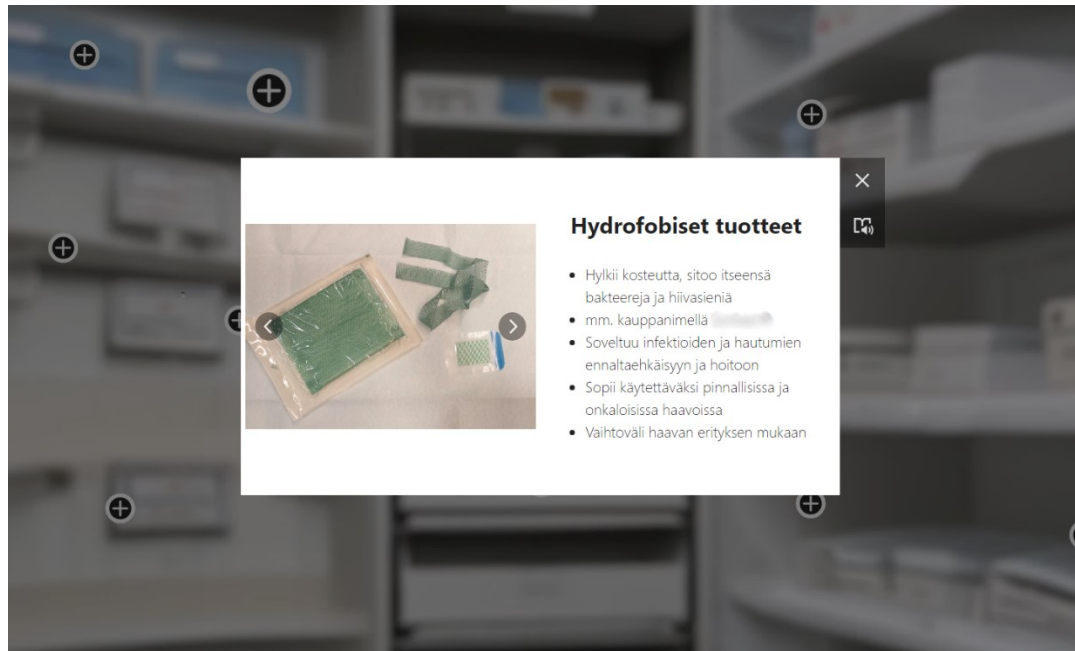 Hydrofobiset tuotteet
• Hylkii kosteutta, sitoo itseensä
bakteereja ja hiivasieniä
• mm. kauppanimellä
• Soveltuu infektioiden ja hautumien
ennaltaehkäisyyn ja hoitoon
• Sopii käytettäväksi pinnallisissa ja
onkaloisissa haavoissa
• Vaihtoväli haavan erityksen mukaan